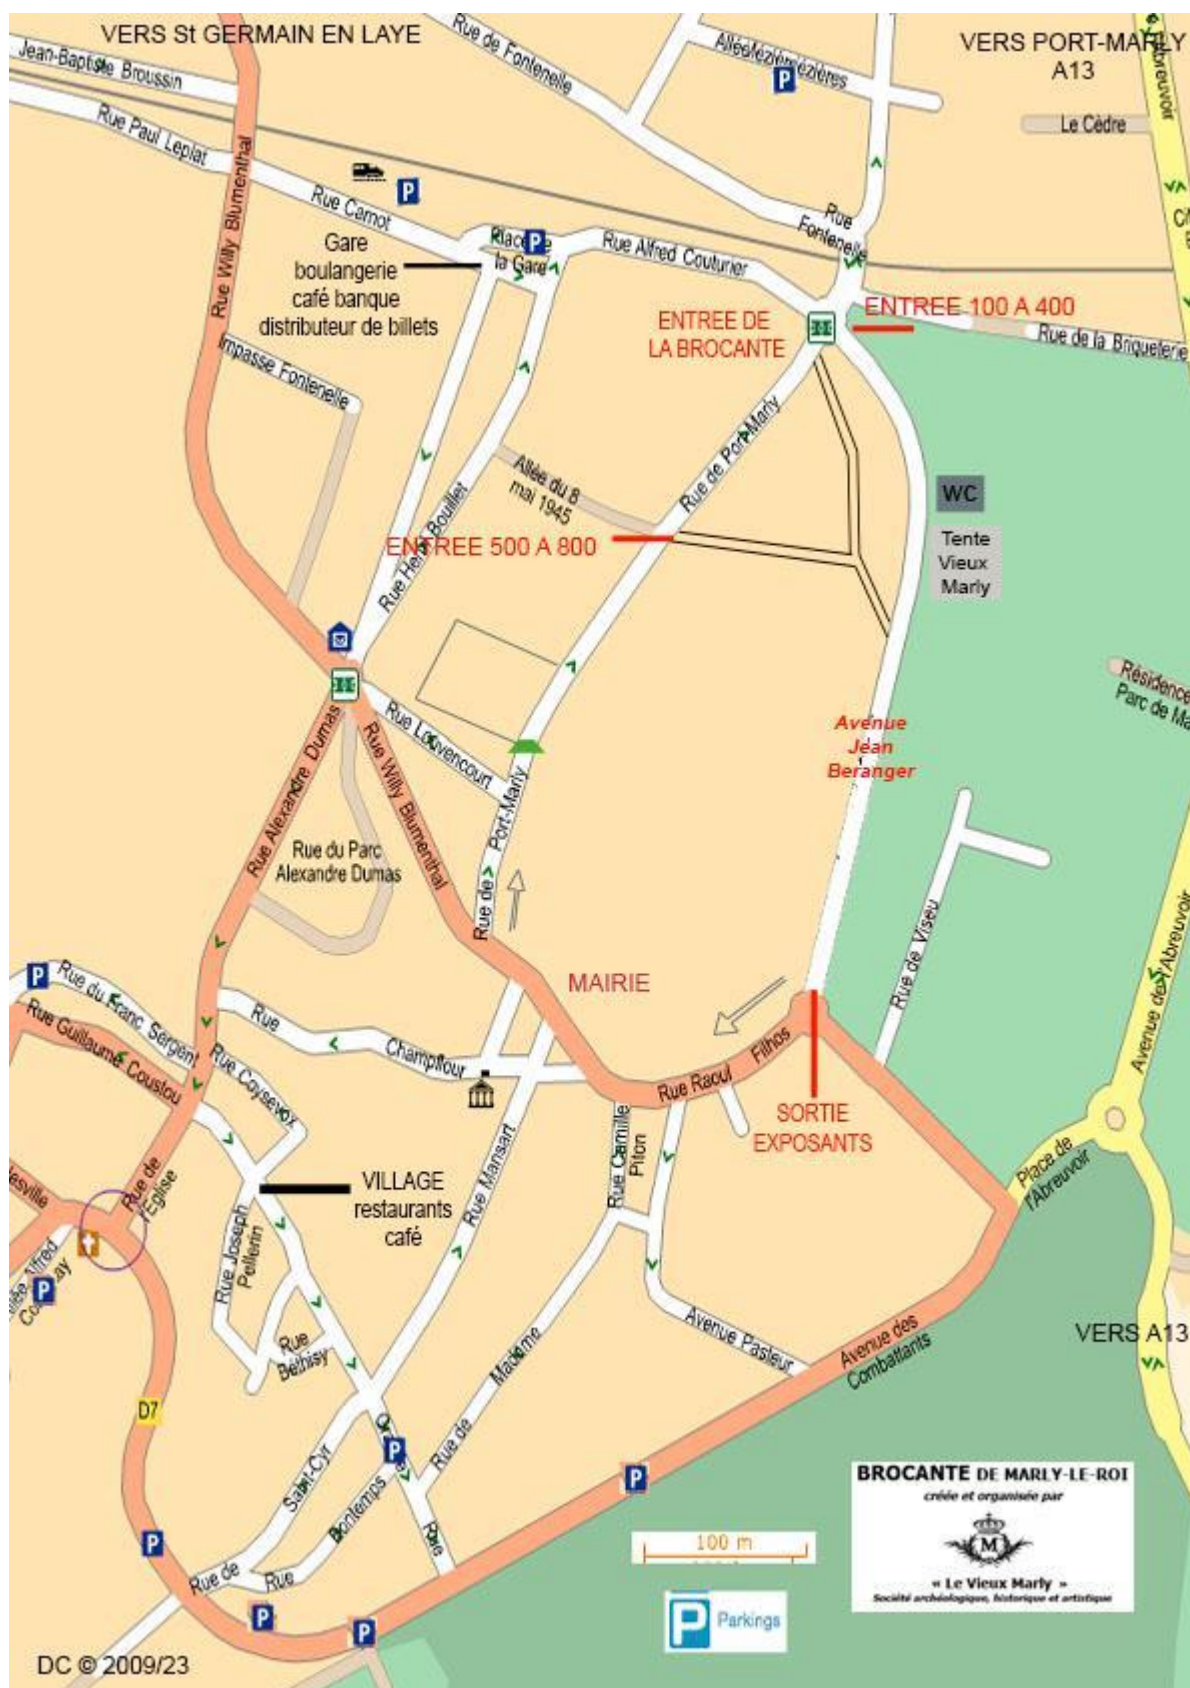 VERS St GERMAIN EN LAYE
Rue de Fontenelle
VERS PORT-MARLY
A13
Jean-Baptiste Broussin
P
Le Cèdre
Rue Paul Leplat
Rue Willy Blumenthal
P
Rue Carnot
Rue
Fontenelle
Gare
boulangerie
café banque
distributeur de billets
Place de
la Gare
P
Rue Alfred Couturier
ENTREE DE
LA BROCANTE
ENTREE 100 A 400
Rue de la Briqueterie
Impasse Fontenelle
Rue de Port-Marly
Allée du 8
mai 1945
WC
Tente
Vieux
Marly
ENTREE 500 A 800
Rue Henri Bouillet
Résidence
Parc de
Rue Louvencourt
Avenue
Jean
Beranger
Rue Alexandre Dumas
Rue Willy Blumenthal
Port-Marly
Rue de
Rue du Parc
Alexandre Dumas
Rue de Viseu
Avenue de l'Abreuvoir
P
Rue du Franc Sergent
MAIRIE
Rue Guillaume Coustou
Rue
Champflour
Rue Coysevox
Rue Raoul
Filhos
SORTIE
EXPOSANTS
Rue Camille
Piton
Rue Mansart
Place de
l'Abreuvoir
Rue de
l'Eglise
VILLAGE
restaurants
café
Rue Joseph
Pellerin
P
Rue
Béthisy
Madame
Rue de
Avenue Pasteur
Avenue des
Combattants
VERS A13
D7
P
Saint-Cyr
Bontemps
Rue
P
P
Rue de
Rue
P
P
BROCANTE DE MARLY-LE-ROI
créée et organisée par
M
« Le Vieux Marly »
Société archéologique, historique et artistique
100 m
P Parkings
DC © 2009/23